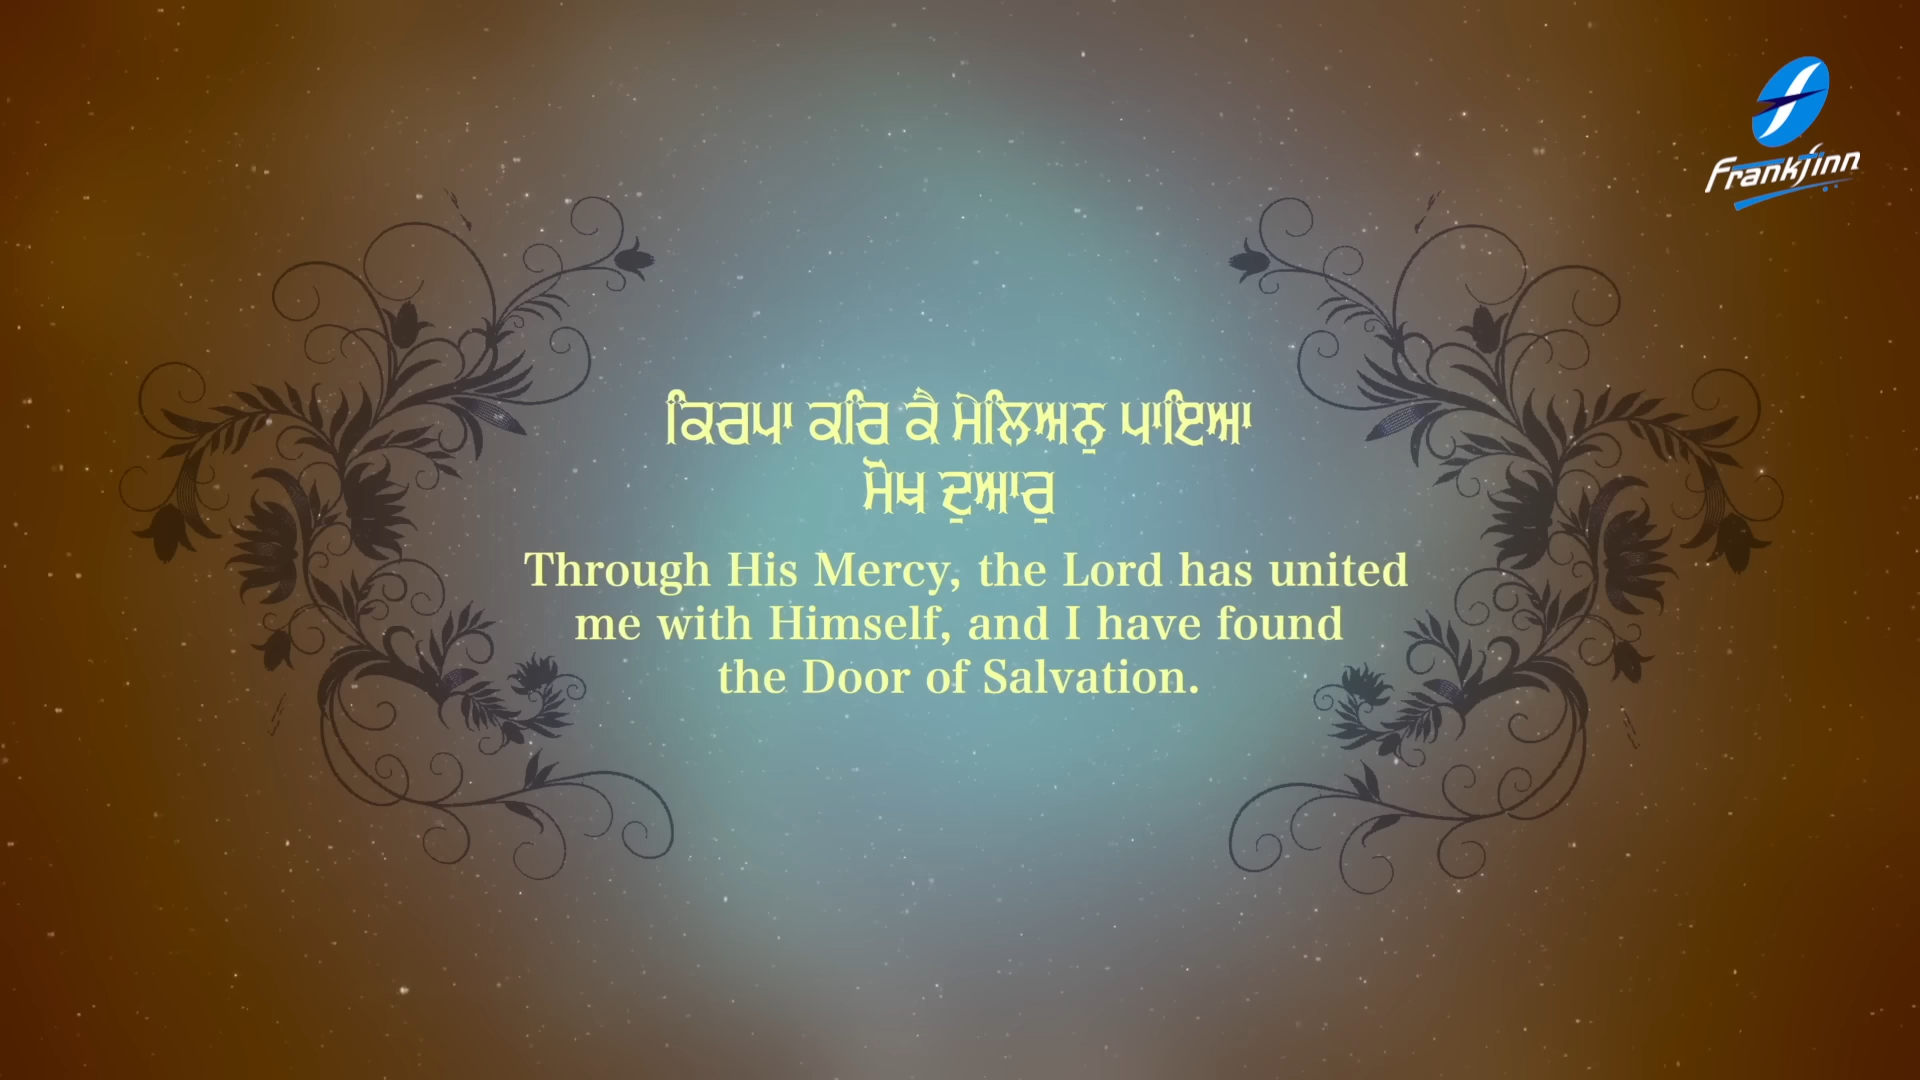 Frankfinn
ਕਿਰਪਾ ਕਰਿ ਕੈ ਮੇਲਿਅਨੁ ਪਾਇਆ
ਮੋਖ ਦੁਆਰੁ
Through His Mercy, the Lord has united
me with Himself, and I have found
the Door of Salvation.